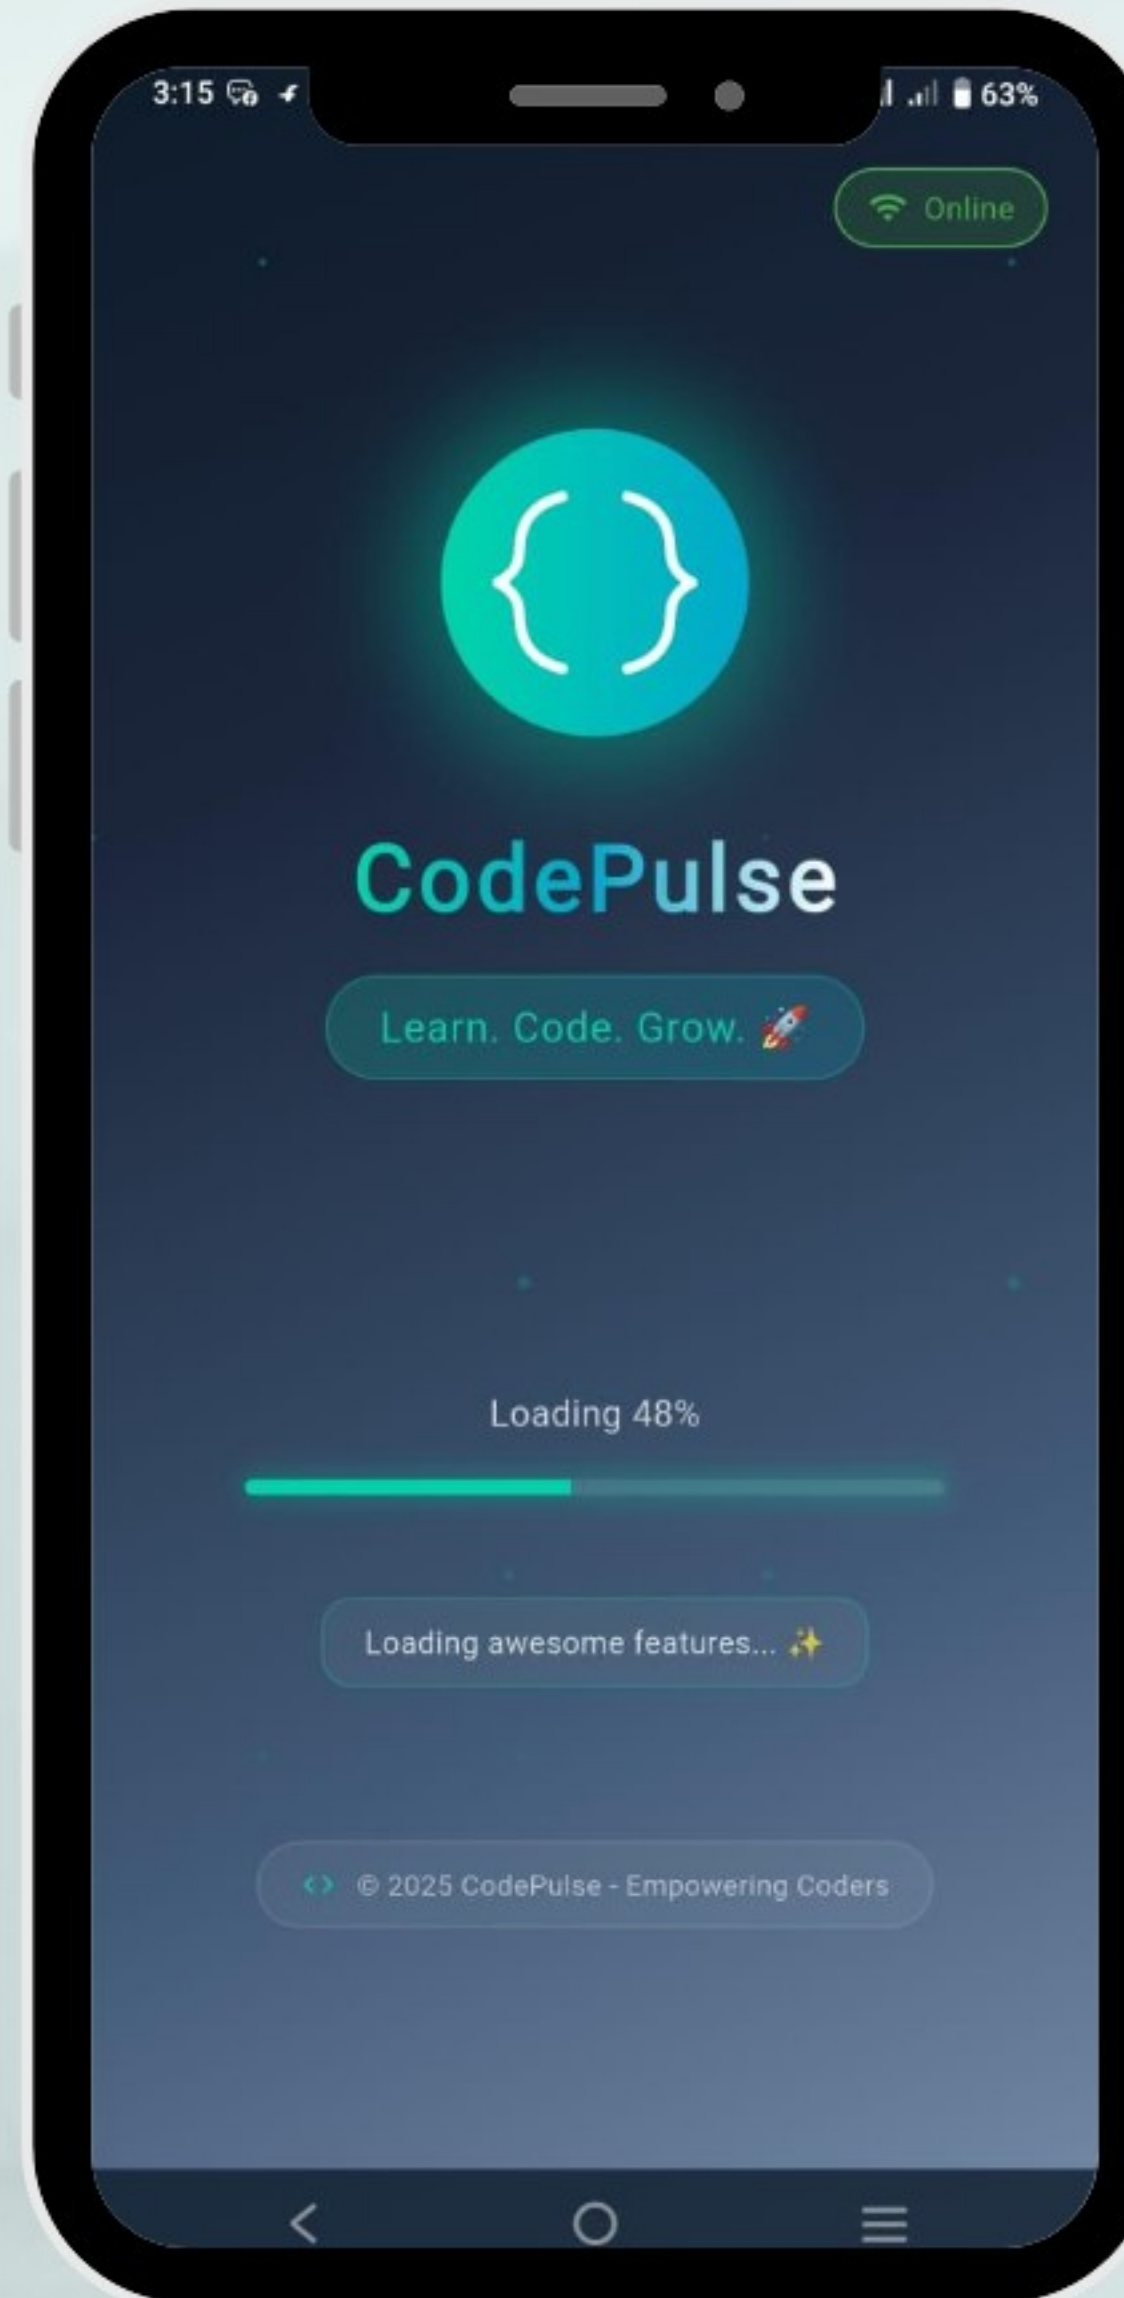 3:15
63%
Online
CodePulse
Learn. Code. Grow. 🚀
Loading 48%
Loading awesome features... ✨
© 2025 CodePulse - Empowering Coders